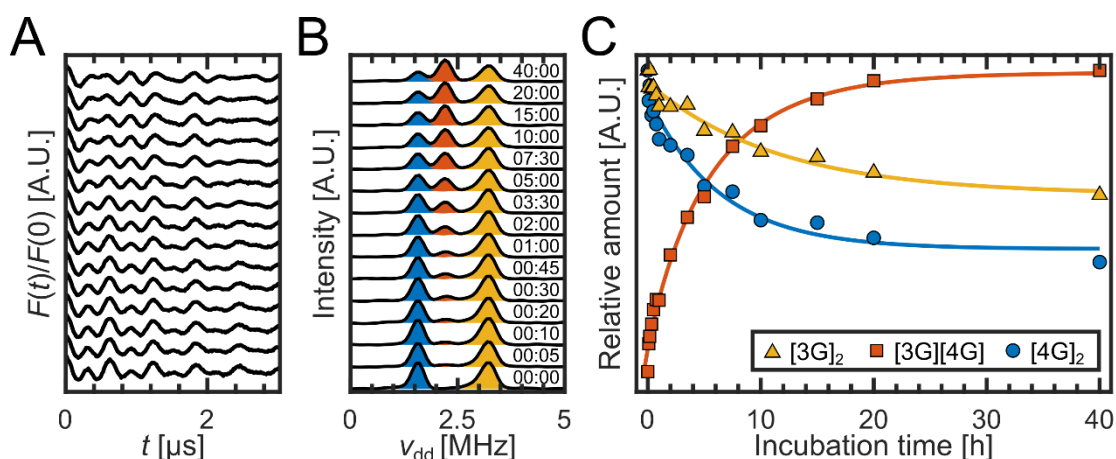 A
F(t)/F(0) [A.U.]
0
2
t [μs]
B
Intensity [A.U.]
40:00
20:00
15:00
10:00
07:30
05:00
03:30
02:00
01:00
00:45
00:30
00:20
00:10
00:05
00:00
0
2.5
5
νdd [MHz]
C
Relative amount [A.U.]
[3G]2
[3G][4G]
[4G]2
0
10
20
30
40
Incubation time [h]